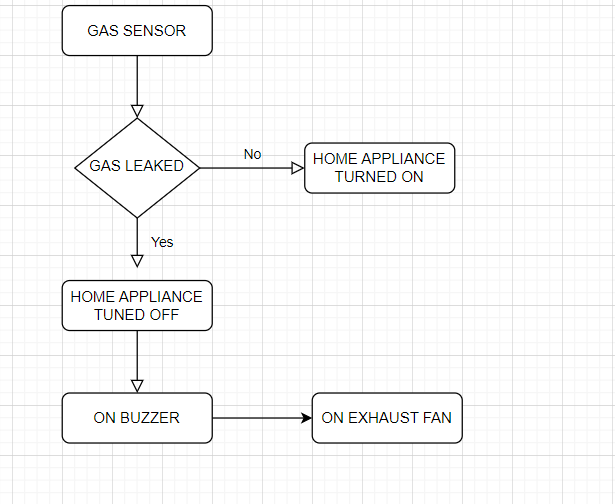 GAS SENSOR
GAS LEAKED
No
HOME APPLIANCE
TURNED ON
Yes
HOME APPLIANCE
TUNED OFF
ON BUZZER
ON EXHAUST FAN